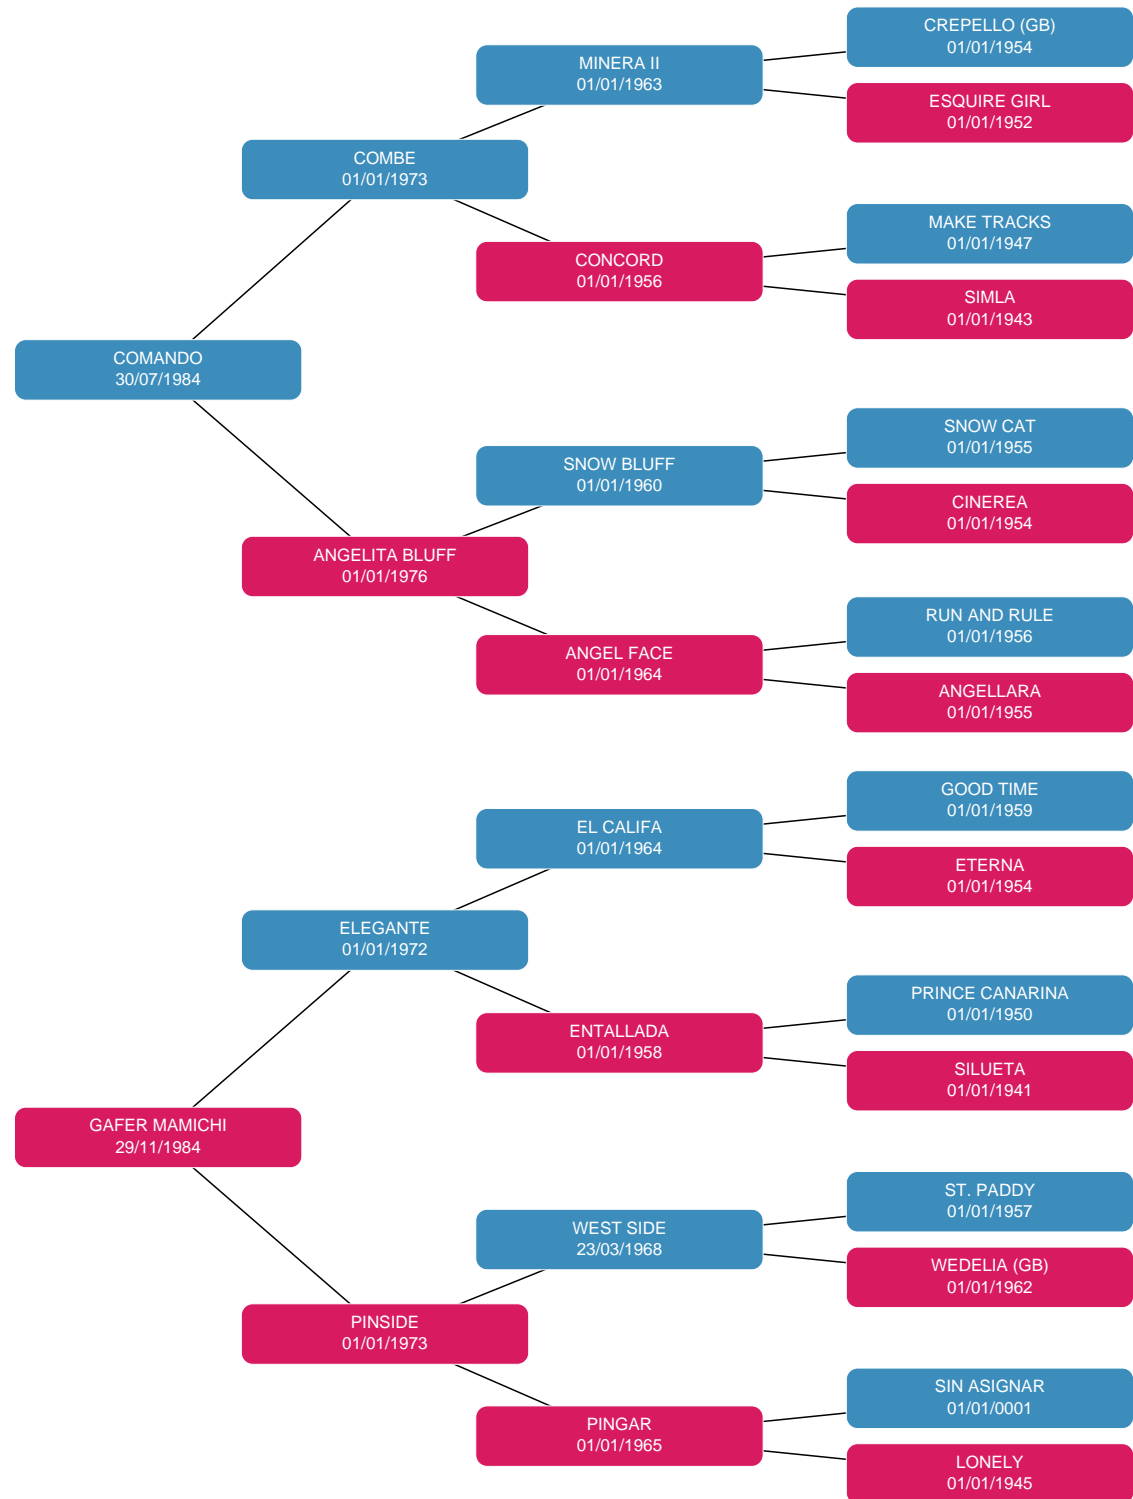 CREPELLO (GB)
01/01/1954
MINERA II
01/01/1963
ESQUIRE GIRL
01/01/1952
COMBE
01/01/1973
MAKE TRACKS
01/01/1947
CONCORD
01/01/1956
SIMLA
01/01/1943
COMANDO
30/07/1984
SNOW CAT
01/01/1955
SNOW BLUFF
01/01/1960
CINEREA
01/01/1954
ANGELITA BLUFF
01/01/1976
RUN AND RULE
01/01/1956
ANGEL FACE
01/01/1964
ANGELLARA
01/01/1955
GOOD TIME
01/01/1959
EL CALIFA
01/01/1964
ETERNA
01/01/1954
ELEGANTE
01/01/1972
PRINCE CANARINA
01/01/1950
ENTALLADA
01/01/1958
SILUETA
01/01/1941
GAFER MAMICHI
29/11/1984
ST. PADDY
01/01/1957
WEST SIDE
23/03/1968
WEDELIA (GB)
01/01/1962
PINSIDE
01/01/1973
SIN ASIGNAR
01/01/0001
PINGAR
01/01/1965
LONELY
01/01/1945